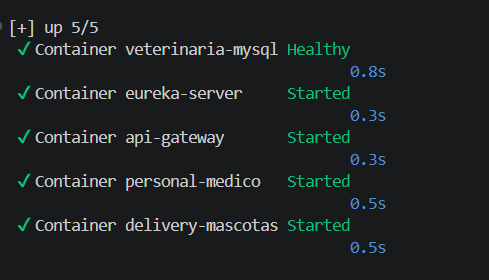 [+] up 5/5
✔ Container veterinaria-mysql Healthy
0.8s
✔ Container eureka-server Started
0.3s
✔ Container api-gateway Started
0.3s
✔ Container personal-medico Started
0.5s
✔ Container delivery-mascotas Started
0.5s